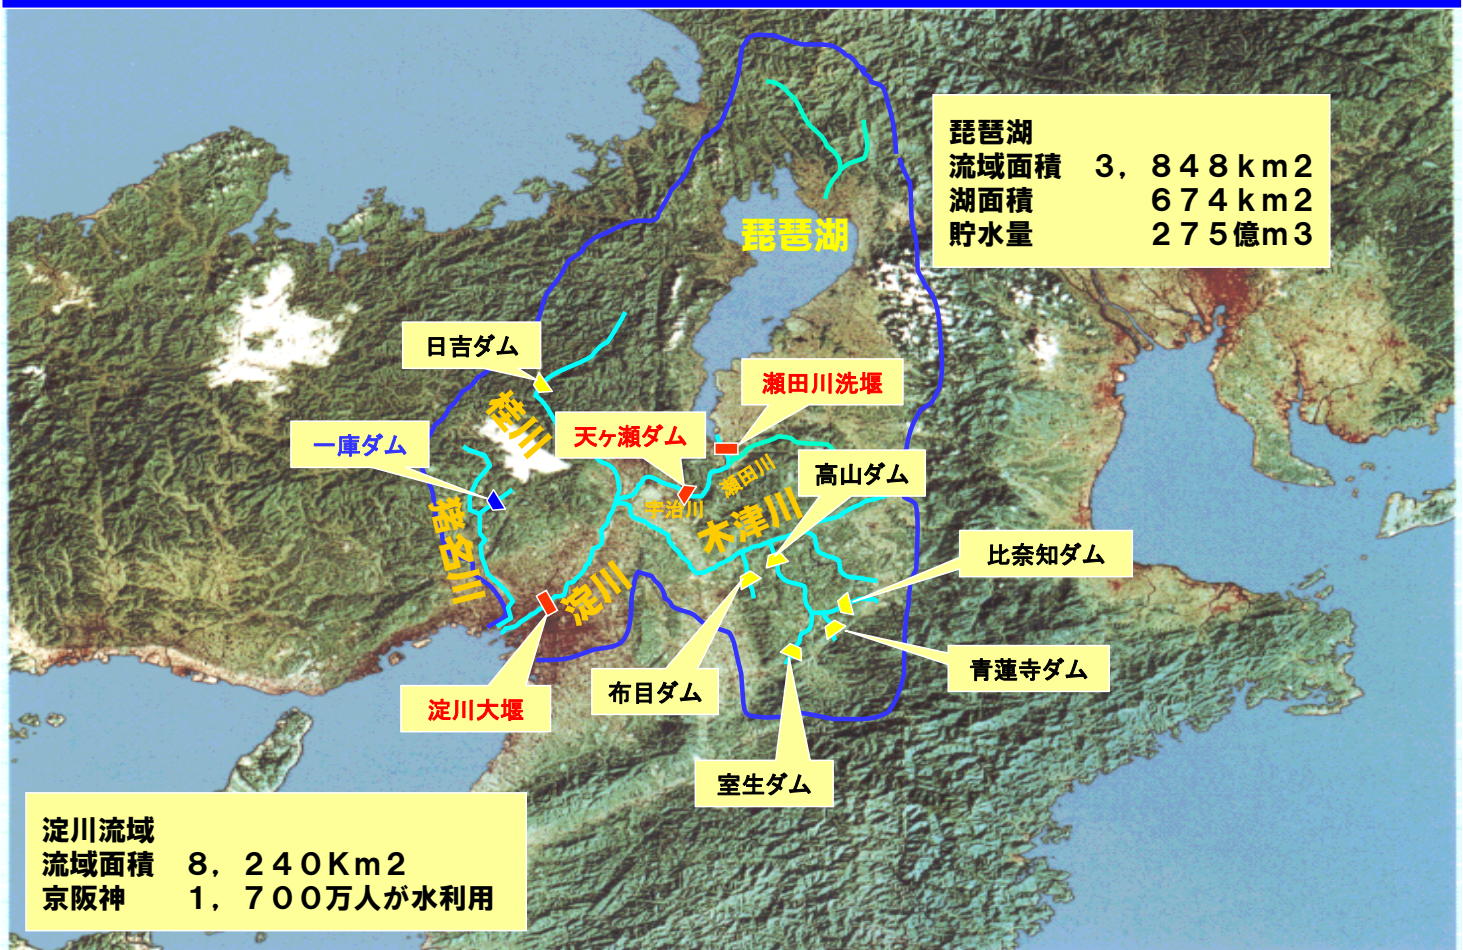 琵琶湖
流域面積　３，８４８ｋｍ２
湖面積　　　６７４ｋｍ２
貯水量　　　２７５億ｍ３
琵琶湖
日吉ダム
瀬田川洗堰
桂川
天ヶ瀬ダム
一庫ダム
瀬田川
高山ダム
宇治川
木津川
猪名川
比奈知ダム
淀川
青蓮寺ダム
布目ダム
淀川大堰
室生ダム
淀川流域
流域面積　８，２４０Ｋｍ２
京阪神　　１，７００万人が水利用